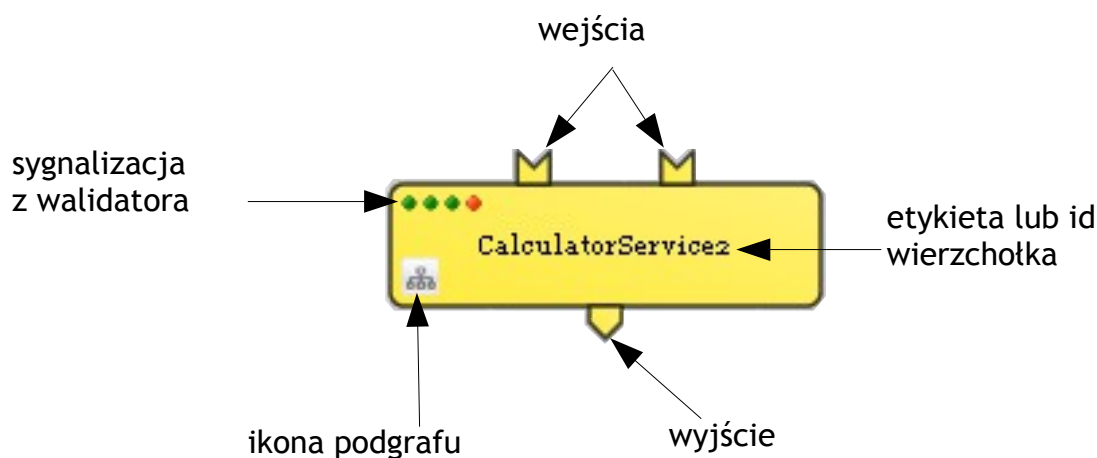 wejścia
sygnalizacja
z walidatora
CalculatorService2
etykieta lub id
wierzchołka
ikona podgrafu
wyjście